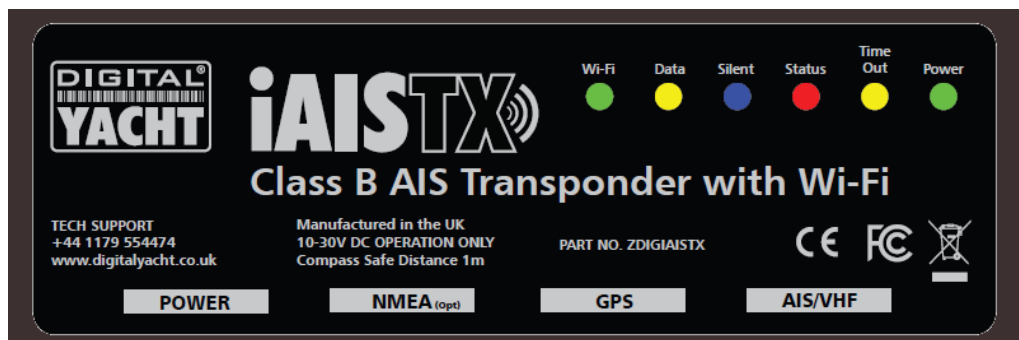 DIGITAL®
YACHT
iAISTX
Wi-Fi
Data
Silent
Status
Time
Out
Power
Class B AIS Transponder with Wi-Fi
TECH SUPPORT
+44 1179 554474
www.digitalyacht.co.uk
Manufactured in the UK
10-30V DC OPERATION ONLY
Compass Safe Distance 1m
PART NO. ZDIGIAISTX
CE
FC
POWER
NMEA (Opt)
GPS
AIS/VHF